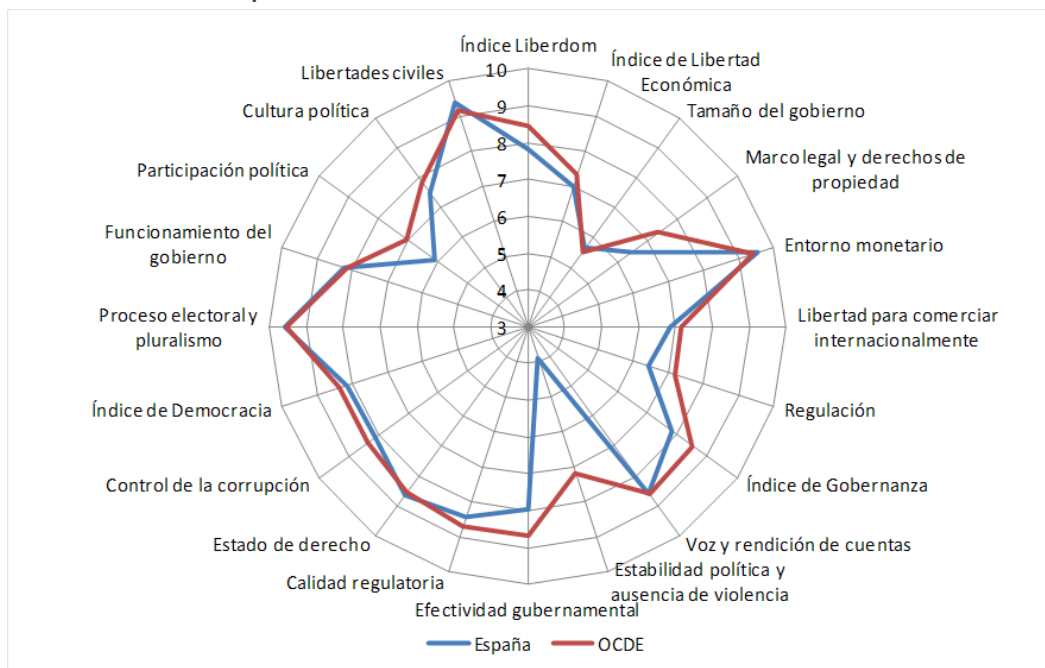 Índice Liberdom
Índice de Libertad
Económica
Tamaño del gobierno
Marco legal y derechos de
propiedad
Entorno monetario
Libertad para comerciar
internacionalmente
Regulación
Índice de Gobernanza
Voz y rendición de cuentas
Estabilidad política y
ausencia de violencia
Efectividad gubernamental
Calidad regulatoria
Estado de derecho
Control de la corrupción
Índice de Democracia
Proceso electoral y
pluralismo
Funcionamiento del
gobierno
Participación política
Cultura política
Libertades civiles
10
9
8
7
6
5
4
3
España
OCDE